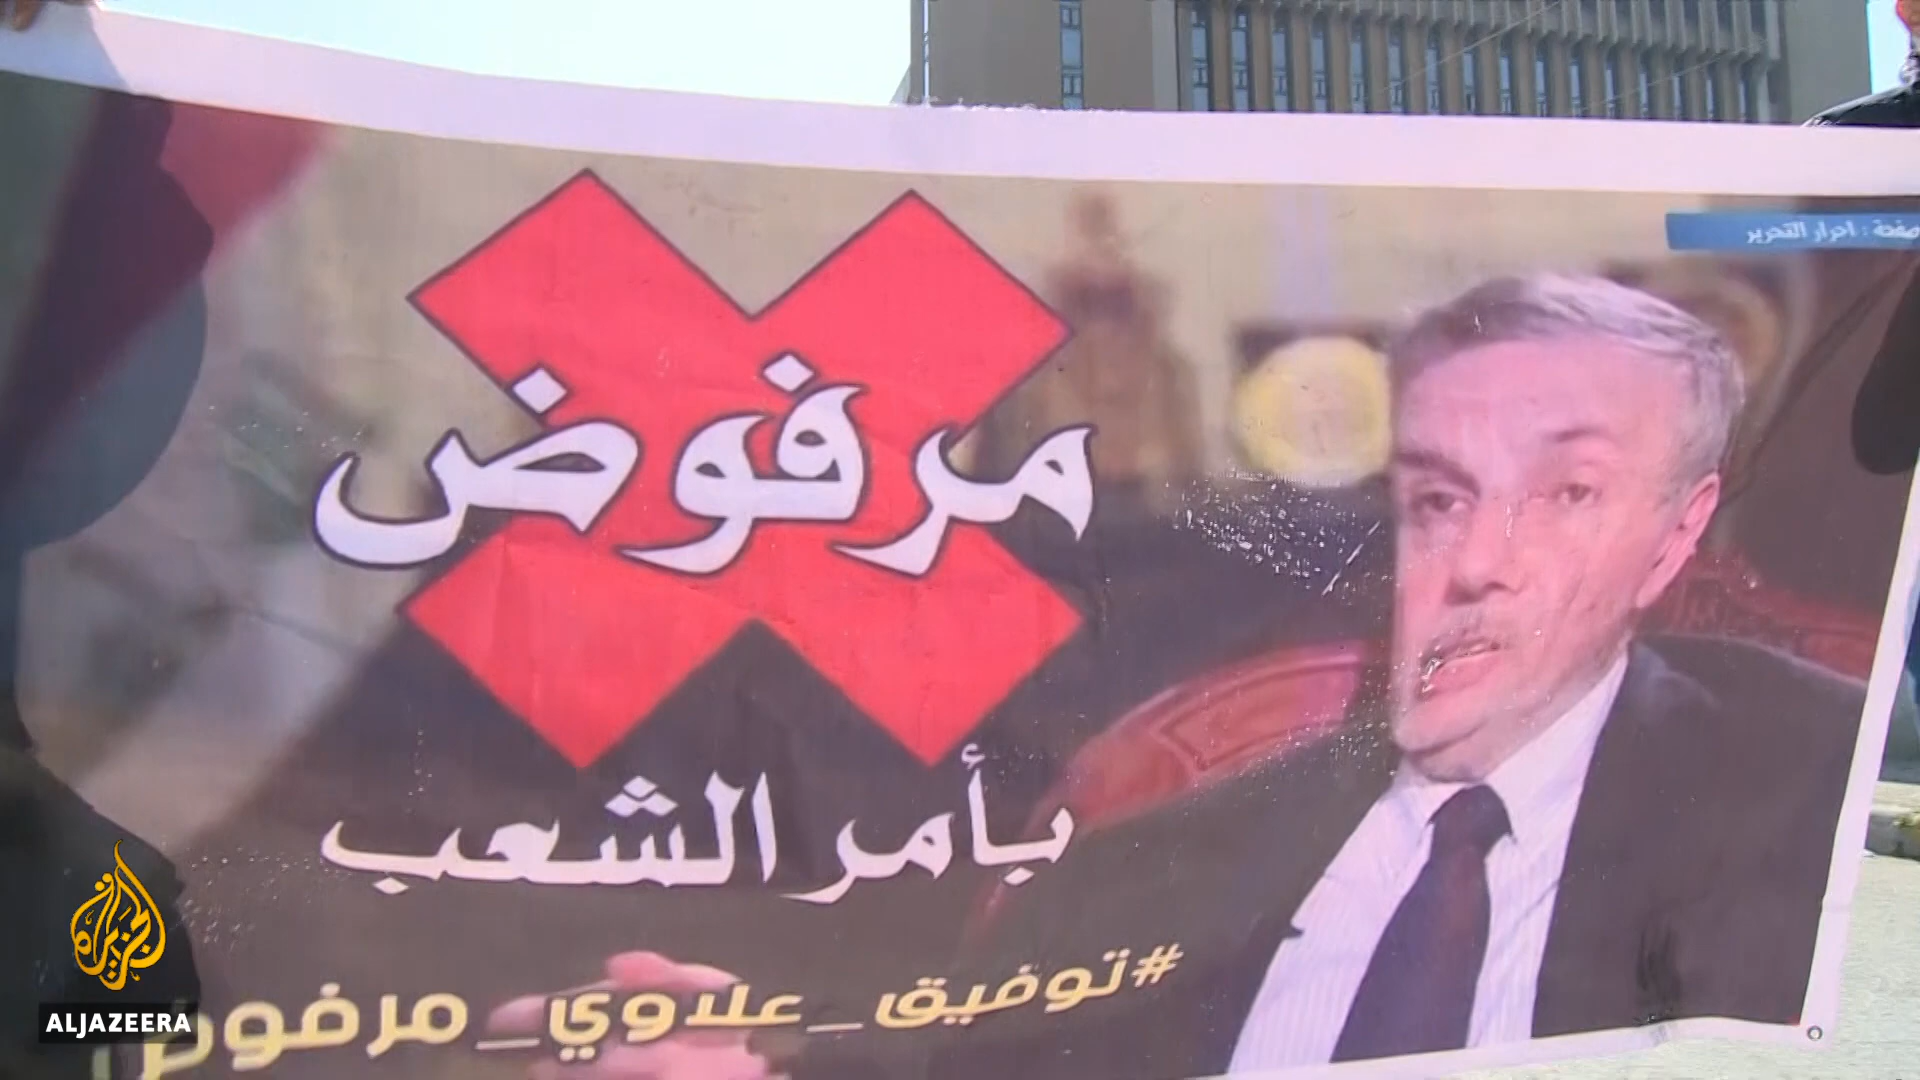 صفحة : احرار التحرير
مرفوض
بأمر الشعب
#توفيق_علاوي_مرفوض
الجزيرة
ALJAZEERA